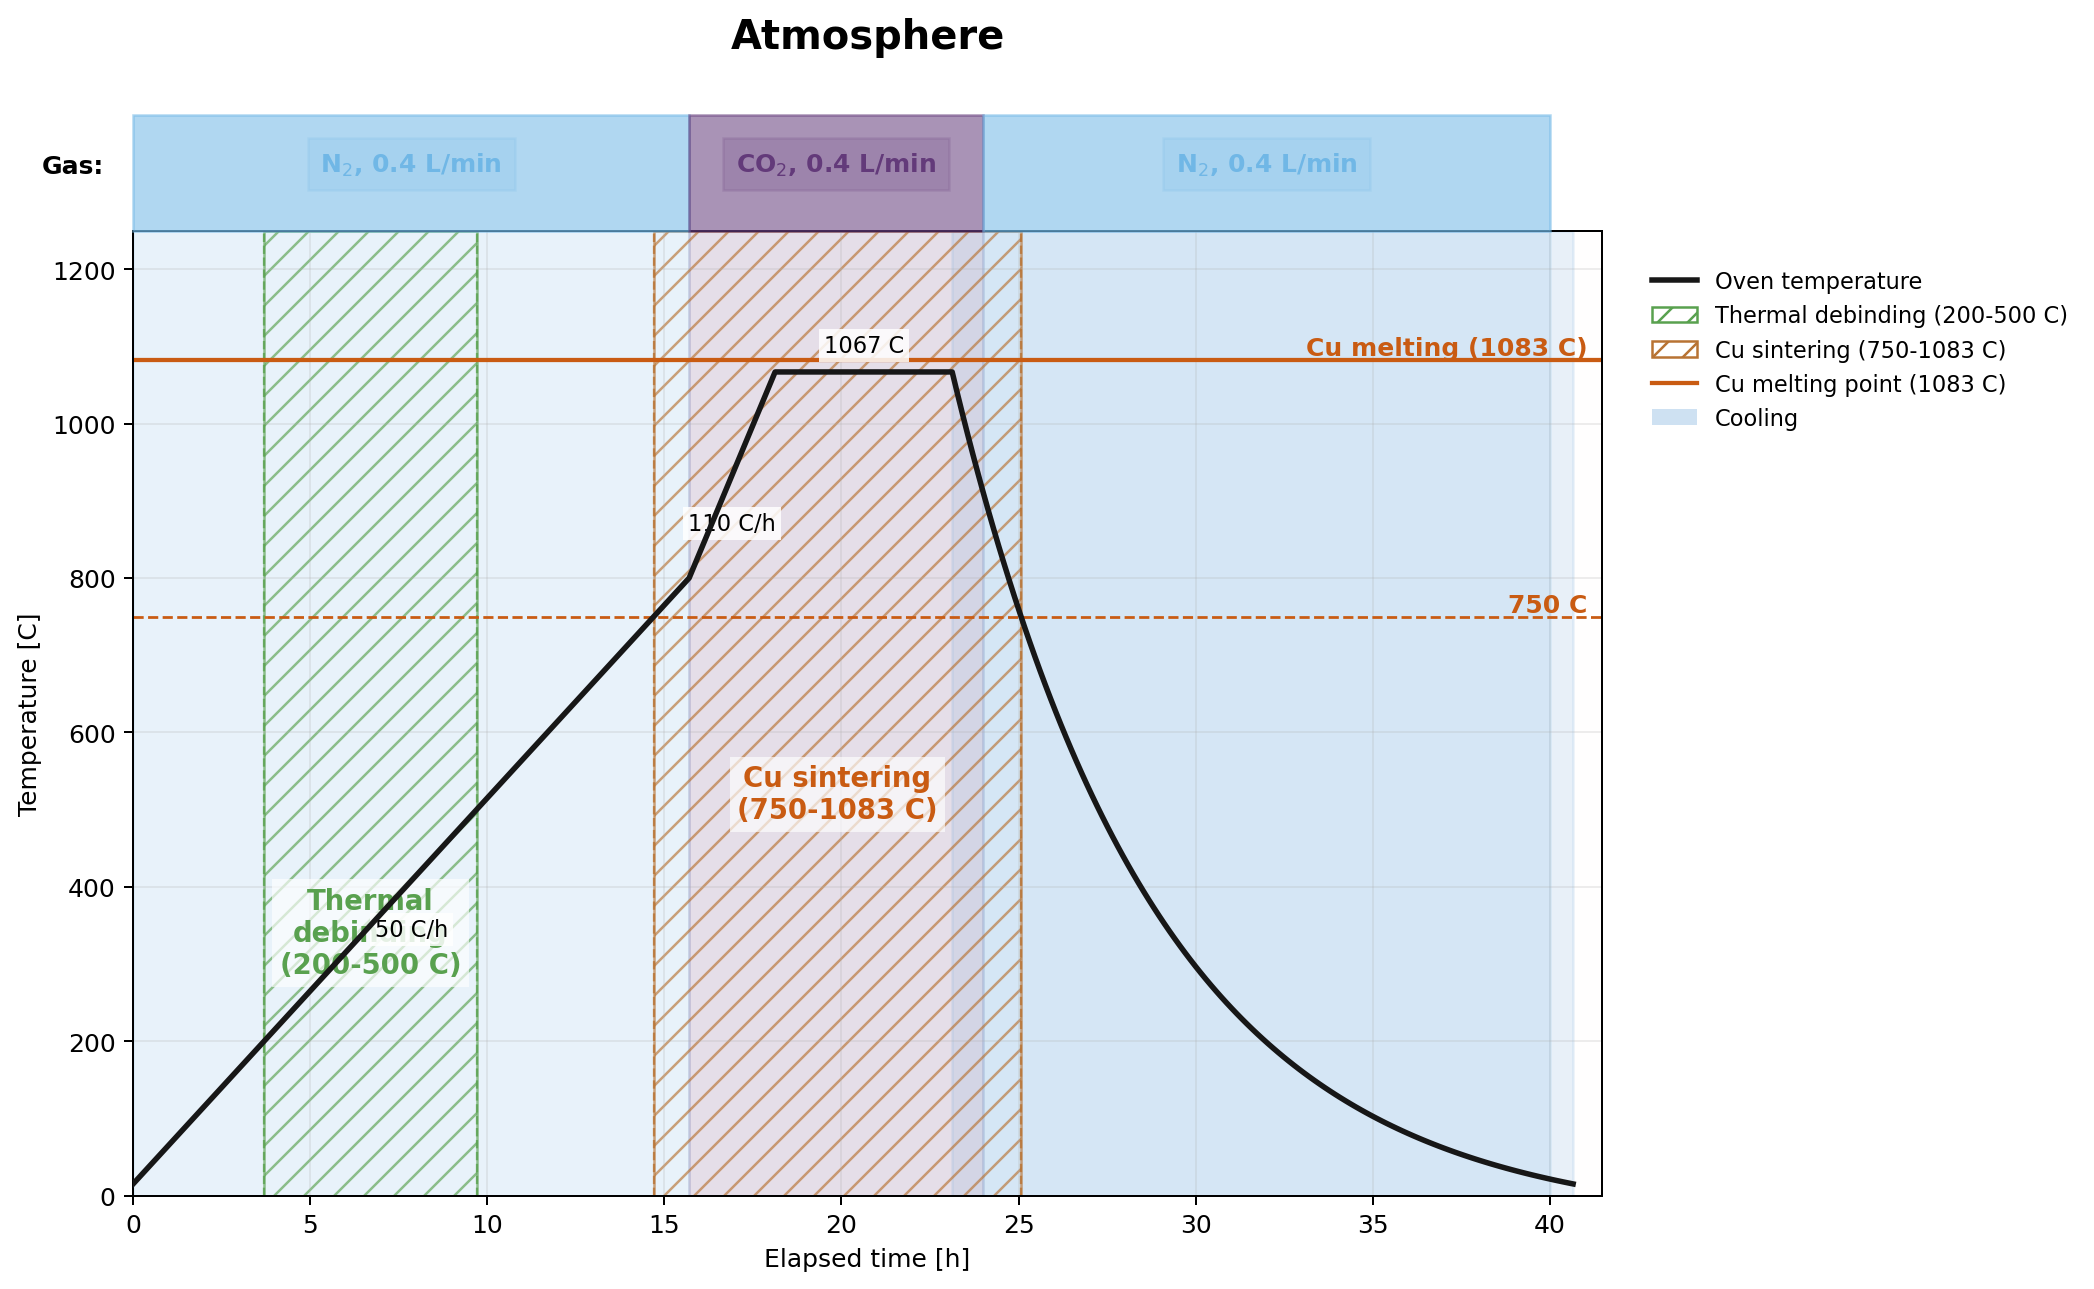 Atmosphere
Gas:
N₂, 0.4 L/min
CO₂, 0.4 L/min
N₂, 0.4 L/min
1200
1000
800
600
400
200
0
Temperature [C]
1067 C
Cu melting (1083 C)
110 C/h
750 C
Cu sintering
(750-1083 C)
Thermal
debinding
(200-500 C)
50 C/h
0
5
10
15
20
25
30
35
40
Elapsed time [h]
Oven temperature
Thermal debinding (200-500 C)
Cu sintering (750-1083 C)
Cu melting point (1083 C)
Cooling